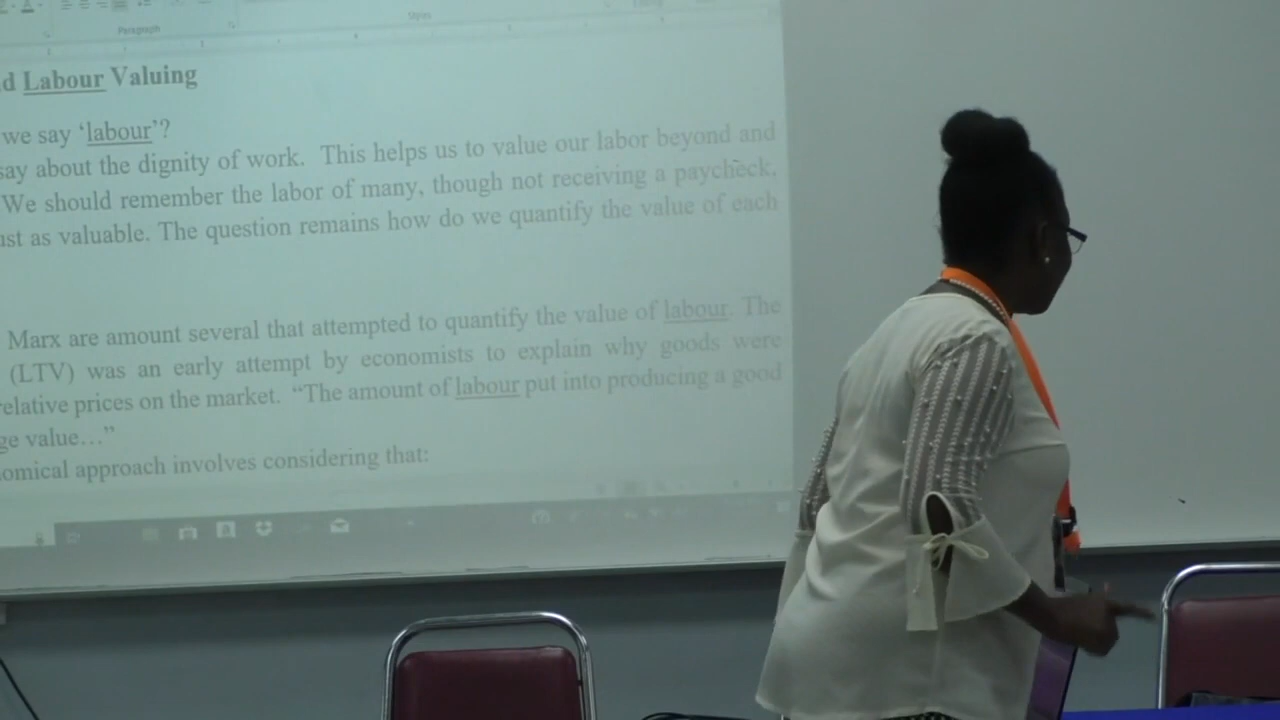 Paragraph
Styles
d Labour Valuing
we say ‘labour’?
say about the dignity of work. This helps us to value our labor beyond and
We should remember the labor of many, though not receiving a paycheck,
ust as valuable. The question remains how do we quantify the value of each
Marx are amount several that attempted to quantify the value of labour. The
(LTV) was an early attempt by economists to explain why goods were
relative prices on the market. “The amount of labour put into producing a good
ge value…”
omical approach involves considering that: